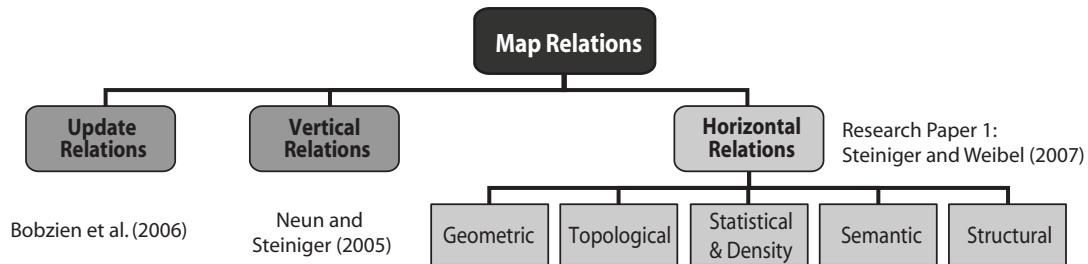 Map Relations
Update
Relations
Vertical
Relations
Horizontal
Relations
Research Paper 1:
Steiniger and Weibel (2007)
Bobzien et al. (2006)
Neun and
Steiniger (2005)
Geometric
Topological
Statistical
& Density
Semantic
Structural